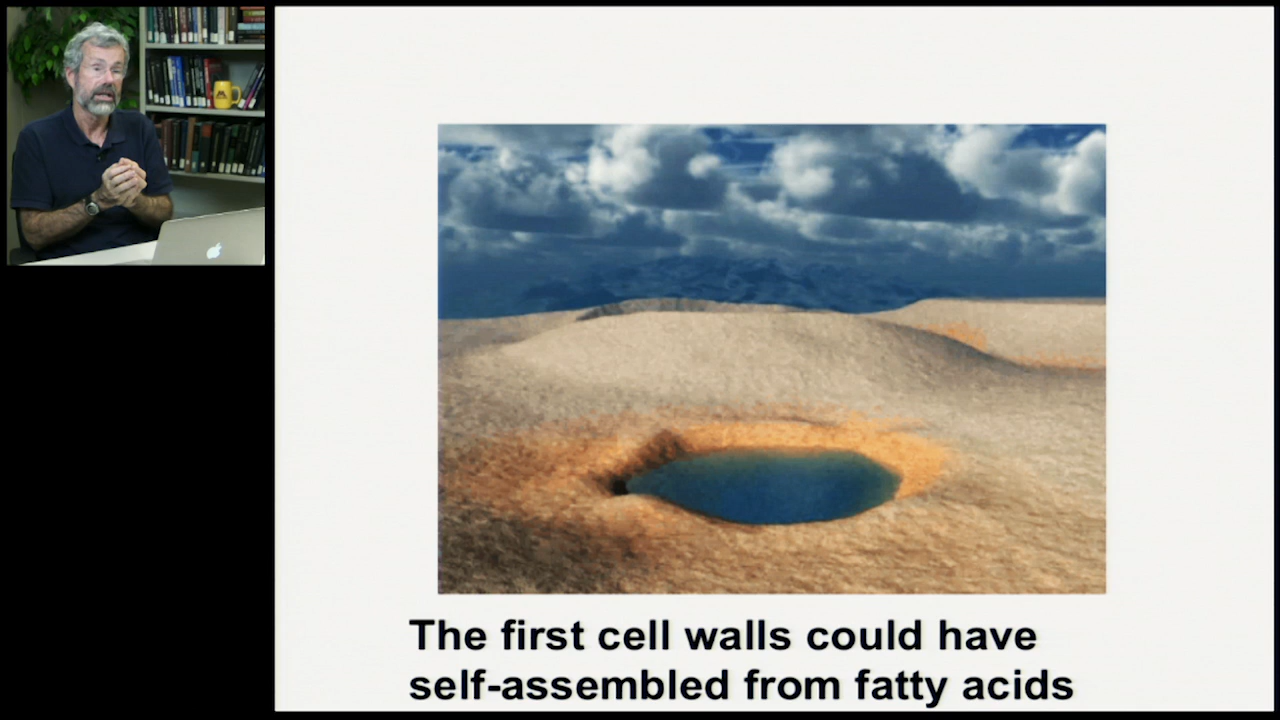 The first cell walls could have
self-assembled from fatty acids